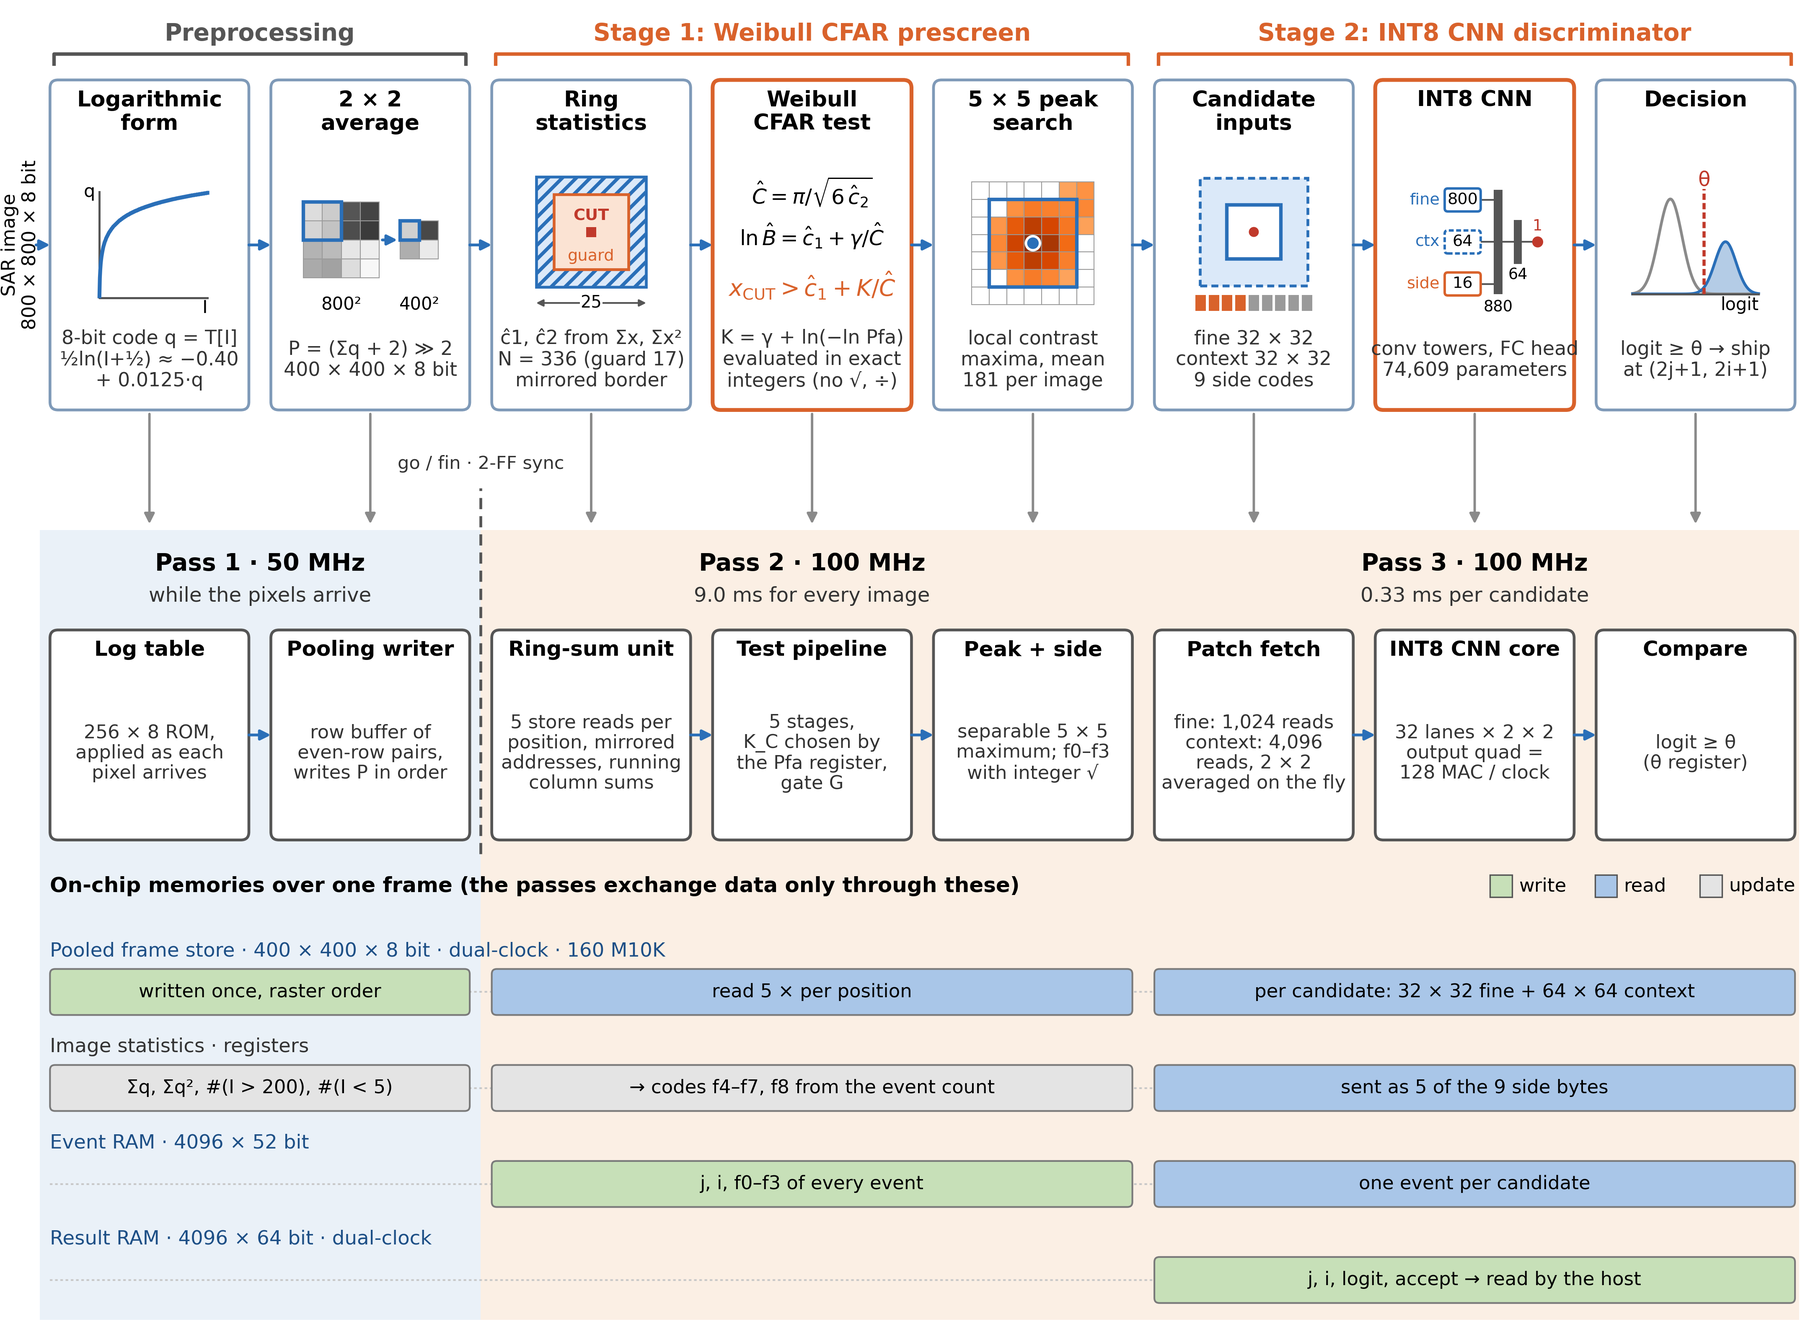 Preprocessing
Stage 1: Weibull CFAR prescreen
Stage 2: INT8 CNN discriminator
SAR image
800 × 800 × 8 bit
Logarithmic
form
q
I
8-bit code q = T[I]
½ln(I+½) ≈ −0.40
+ 0.0125·q
2 × 2
average
800²
400²
P = (Σq + 2) ≫ 2
400 × 400 × 8 bit
Ring
statistics
CUT
guard
25
ĉ1, ĉ2 from Σx, Σx²
N = 336 (guard 17)
mirrored border
Weibull
CFAR test
Ĉ = π/√6 ĉ₂
ln B̂ = ĉ₁ + γ/Ĉ
x_CUT > ĉ₁ + K/Ĉ
K = γ + ln(−ln Pfa)
evaluated in exact
integers (no √, ÷)
5 × 5 peak
search
local contrast
maxima, mean
181 per image
Candidate
inputs
fine 32 × 32
context 32 × 32
9 side codes
INT8 CNN
fine 800
ctx 64
side 16
1
64
880
conv towers, FC head
74,609 parameters
Decision
θ
logit
logit ≥ θ → ship
at (2j+1, 2i+1)
go / fin · 2-FF sync
Pass 1 · 50 MHz
while the pixels arrive
Pass 2 · 100 MHz
9.0 ms for every image
Pass 3 · 100 MHz
0.33 ms per candidate
Log table
256 × 8 ROM,
applied as each
pixel arrives
Pooling writer
row buffer of
even-row pairs,
writes P in order
Ring-sum unit
5 store reads per
position, mirrored
addresses, running
column sums
Test pipeline
5 stages,
K_C chosen by
the Pfa register,
gate G
Peak + side
separable 5 × 5
maximum; f0–f3
with integer √
Patch fetch
fine: 1,024 reads
context: 4,096
reads, 2 × 2
averaged on the fly
INT8 CNN core
32 lanes × 2 × 2
output quad =
128 MAC / clock
Compare
logit ≥ θ
(θ register)
On-chip memories over one frame (the passes exchange data only through these)
write
read
update
Pooled frame store · 400 × 400 × 8 bit · dual-clock · 160 M10K
written once, raster order
read 5 × per position
per candidate: 32 × 32 fine + 64 × 64 context
Image statistics · registers
Σq, Σq², #(I > 200), #(I < 5)
→ codes f4–f7, f8 from the event count
sent as 5 of the 9 side bytes
Event RAM · 4096 × 52 bit
j, i, f0–f3 of every event
one event per candidate
Result RAM · 4096 × 64 bit · dual-clock
j, i, logit, accept → read by the host